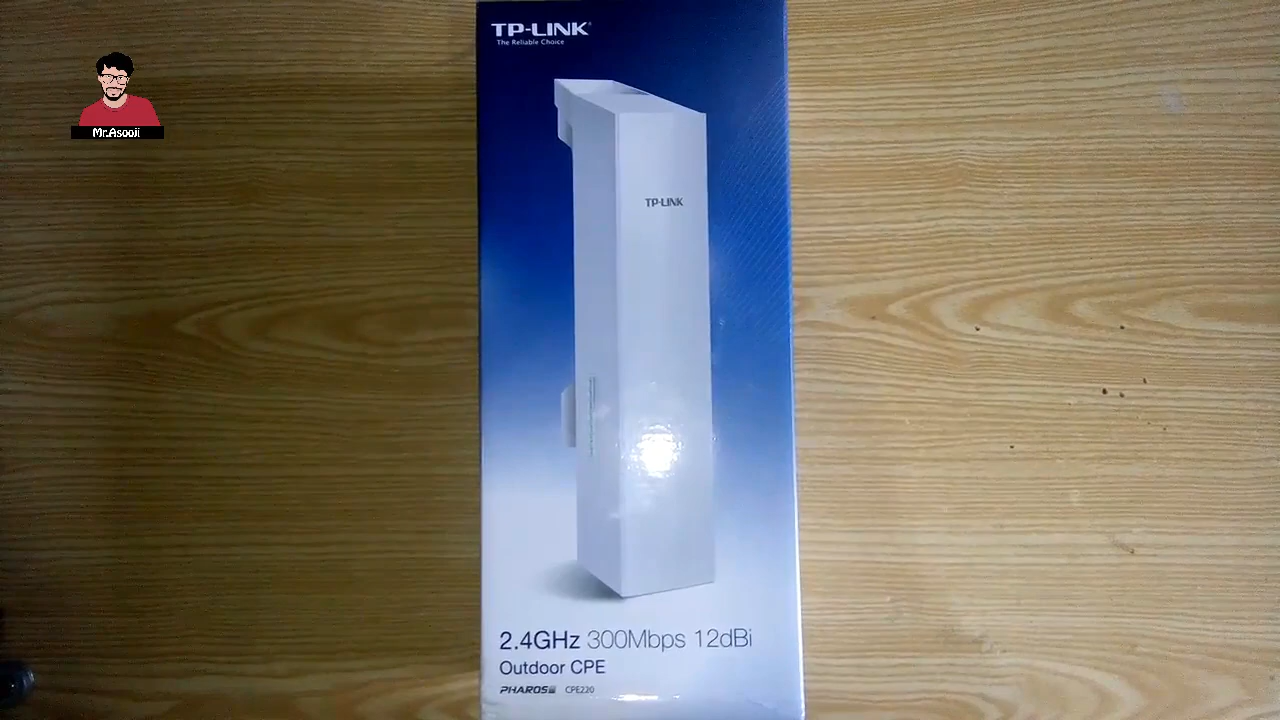 TP-LINK®
The Reliable Choice
Mr.Asooji
TP-LINK
2.4GHz 300Mbps 12dBi
Outdoor CPE
PHAROS CPE220